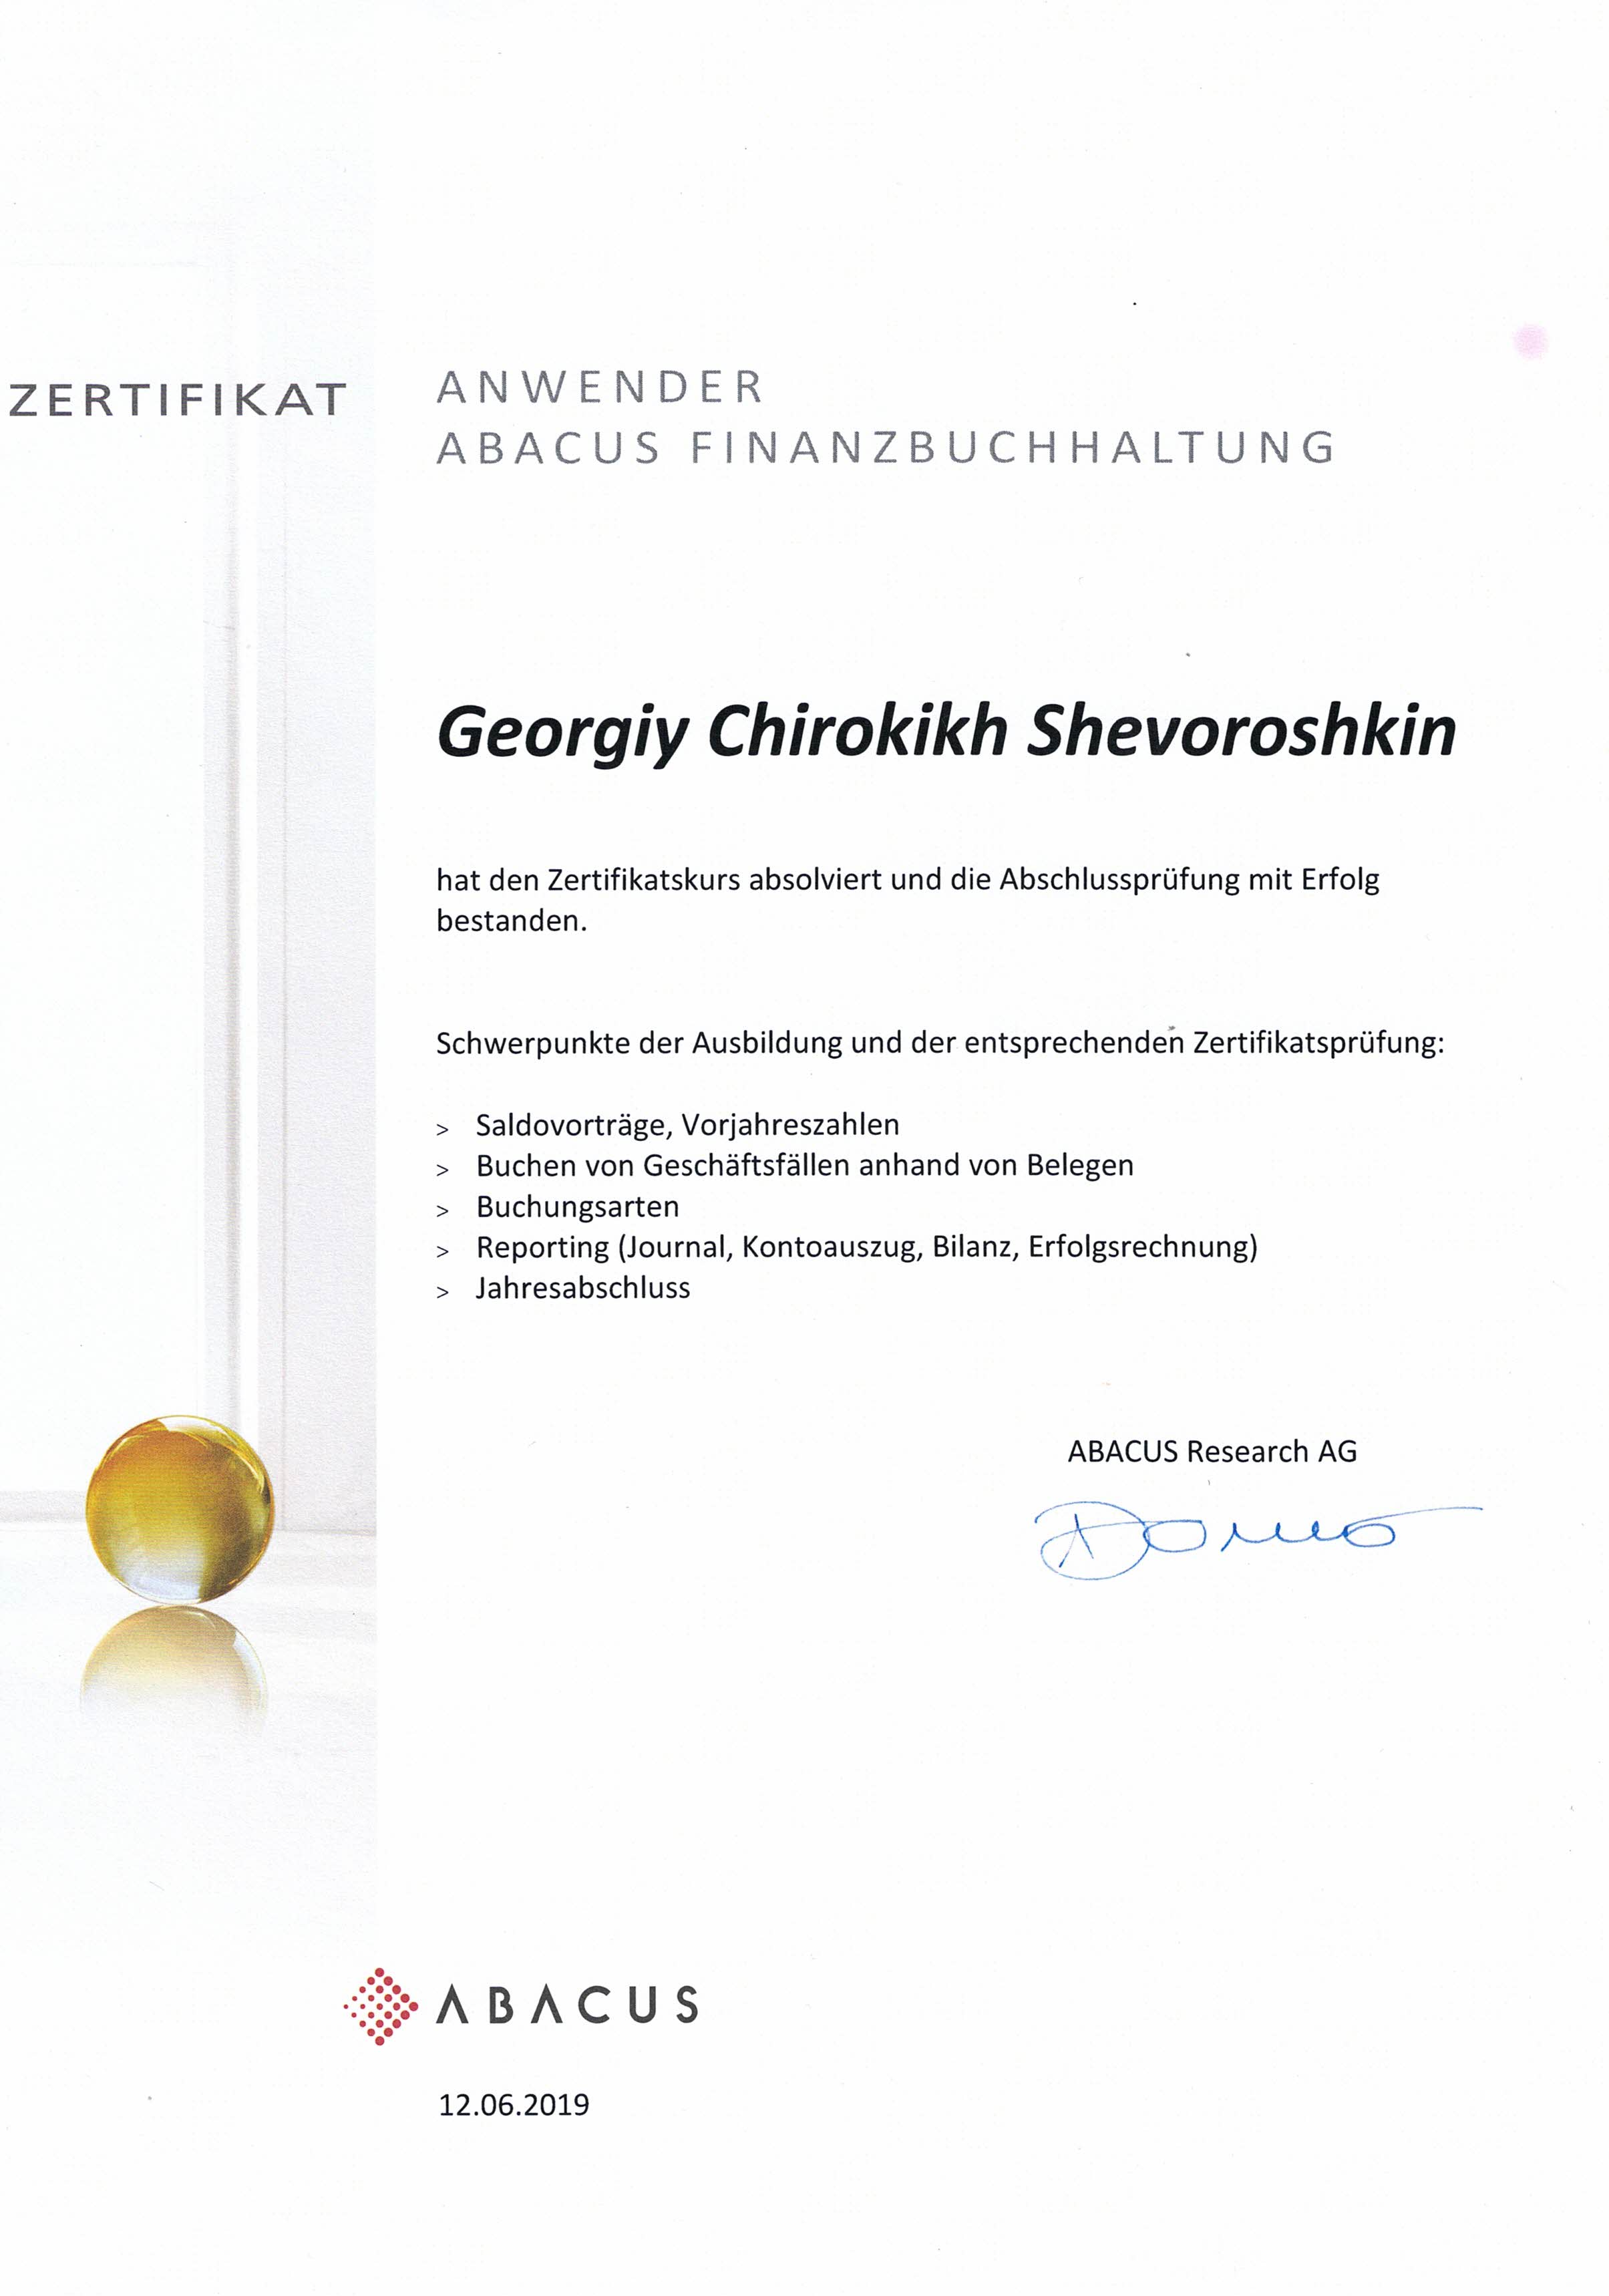 ZERTIFIKAT
ANWENDER
ABACUS FINANZBUCHHALTUNG
Georgiy Chirokikh Shevoroshkin
hat den Zertifikatskurs absolviert und die Abschlussprüfung mit Erfolg
bestanden.
Schwerpunkte der Ausbildung und der entsprechenden Zertifikatsprüfung:
> Saldovorträge, Vorjahreszahlen
> Buchen von Geschäftsfällen anhand von Belegen
> Buchungsarten
> Reporting (Journal, Kontoauszug, Bilanz, Erfolgsrechnung)
> Jahresabschluss
ABACUS Research AG
ABACUS
12.06.2019